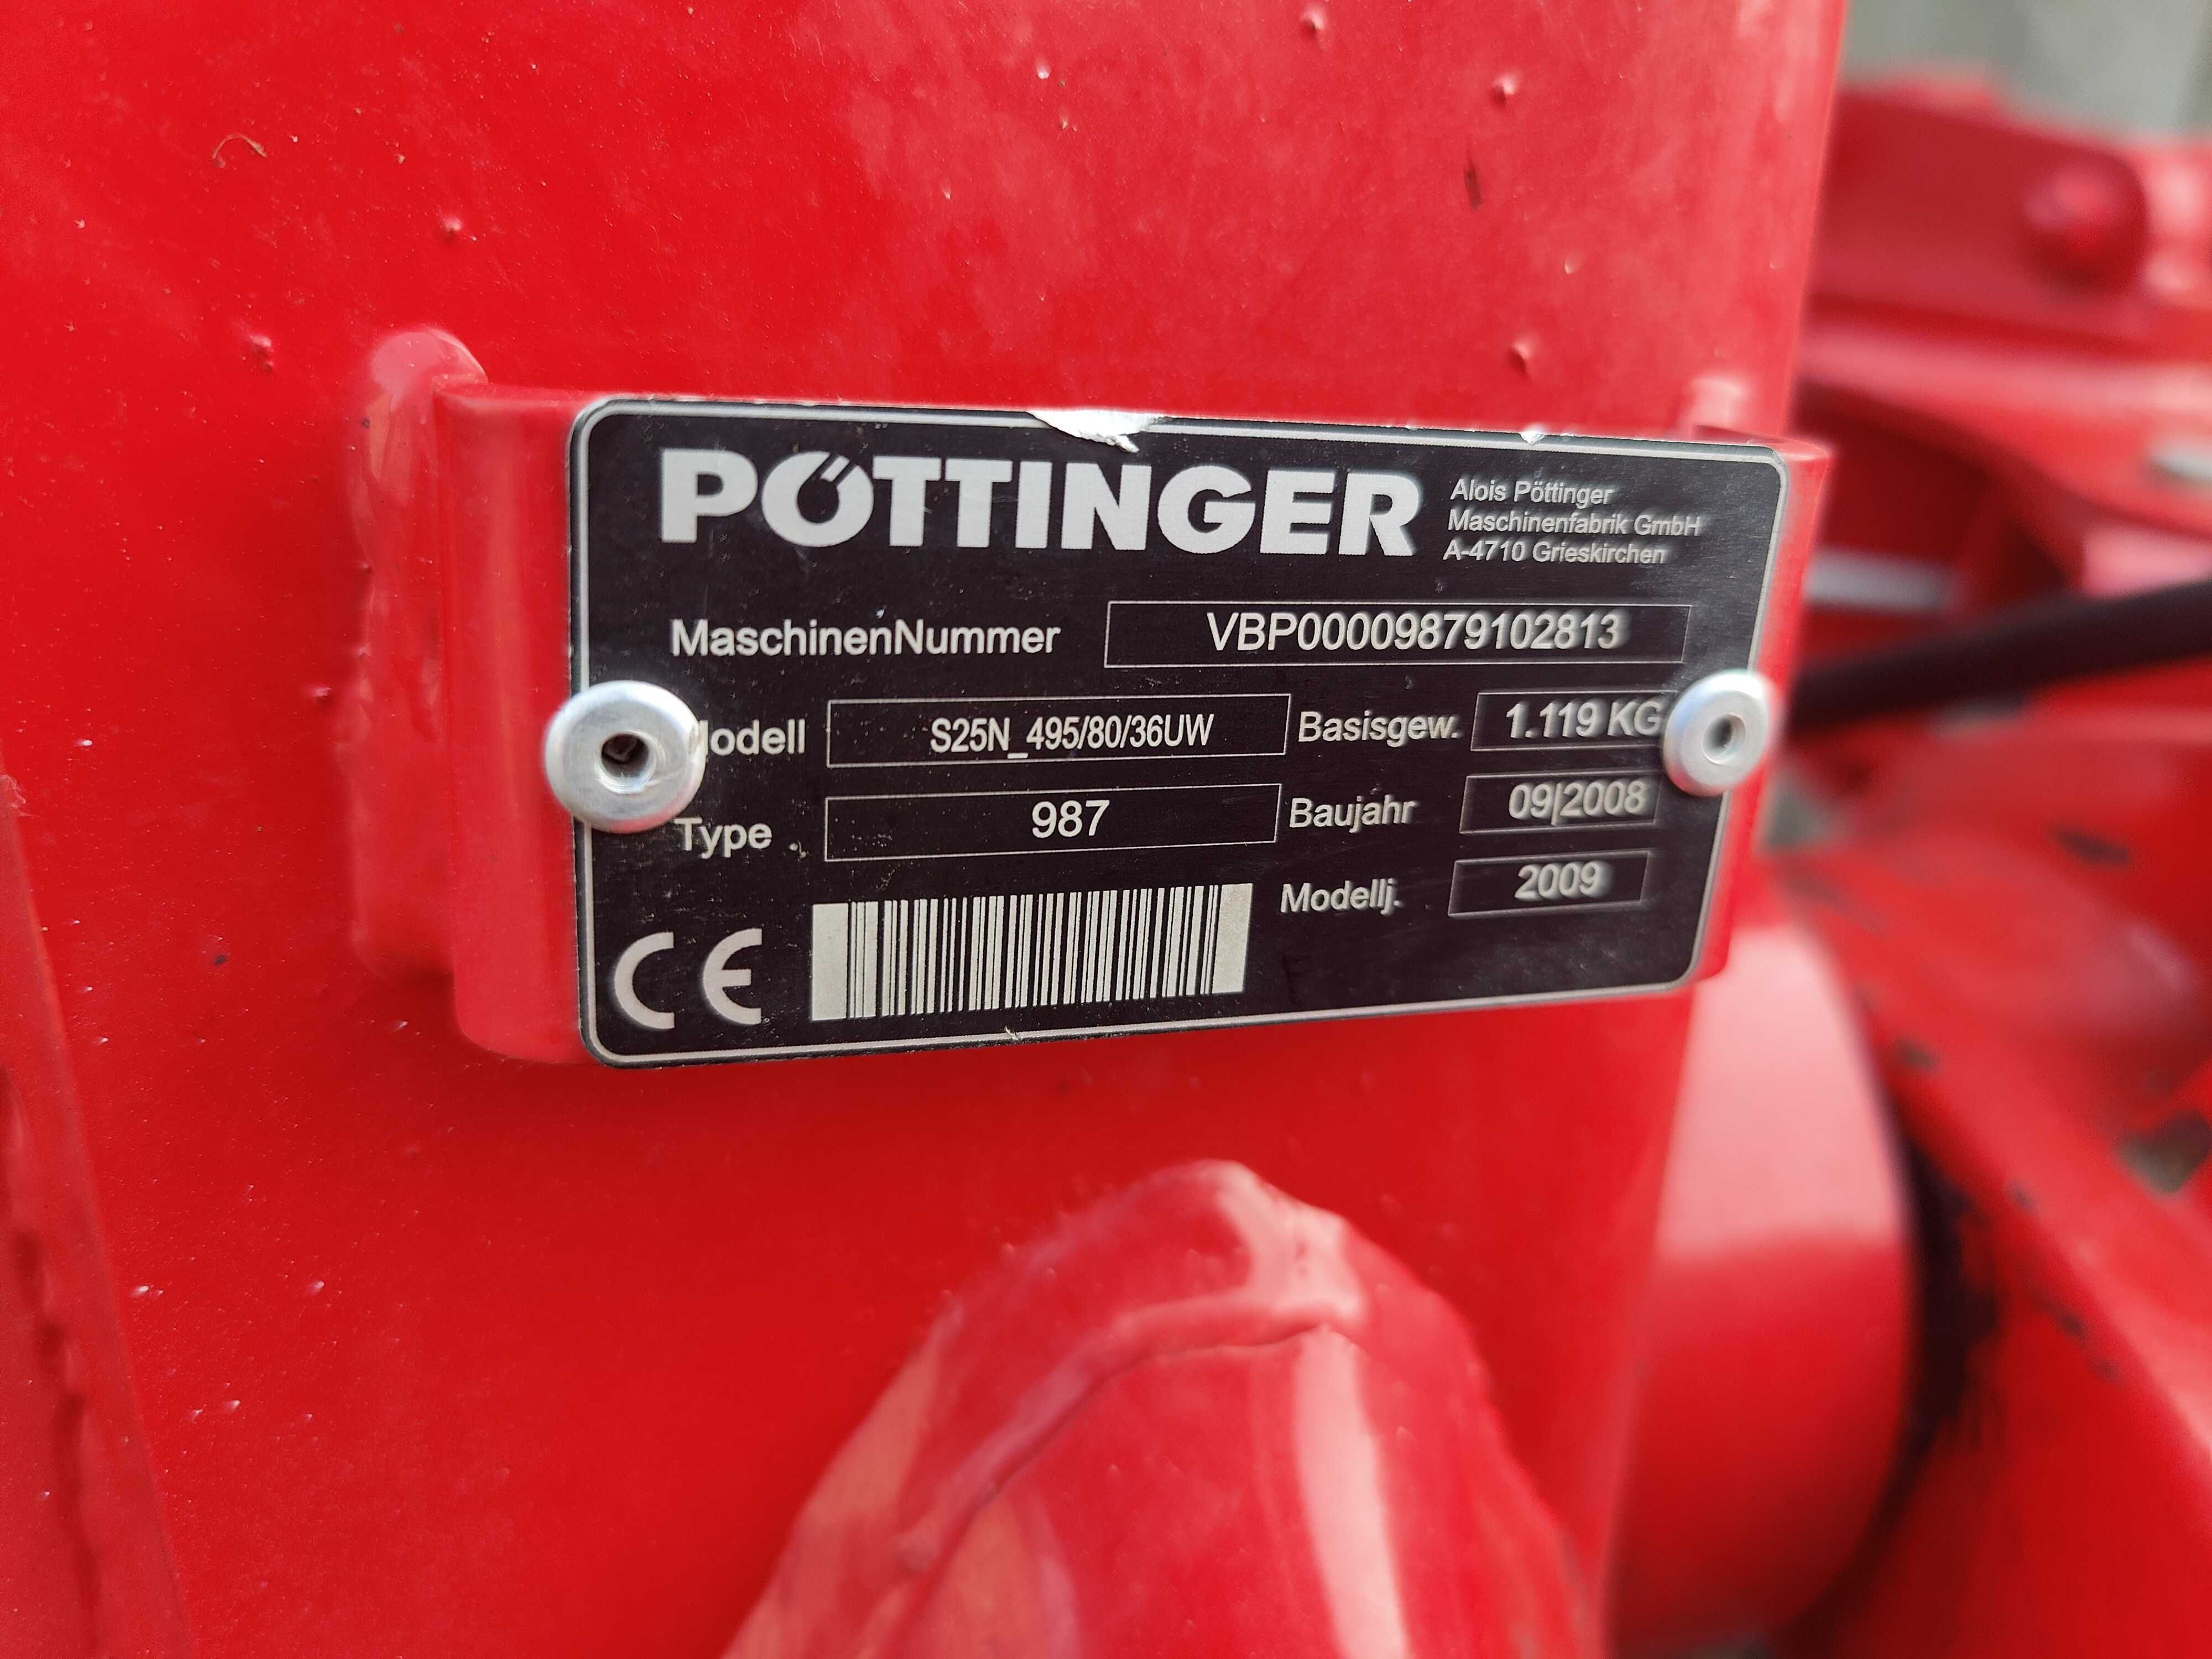 PÖTTINGER
Alois Pöttinger
Maschinenfabrik GmbH
A-4710 Grieskirchen
MaschinenNummer VBP00009879102813
Modell S25N_495/80/36UW Basisgew. 1.119 KG
Type 987 Baujahr 09|2008
Modellj. 2009
CE